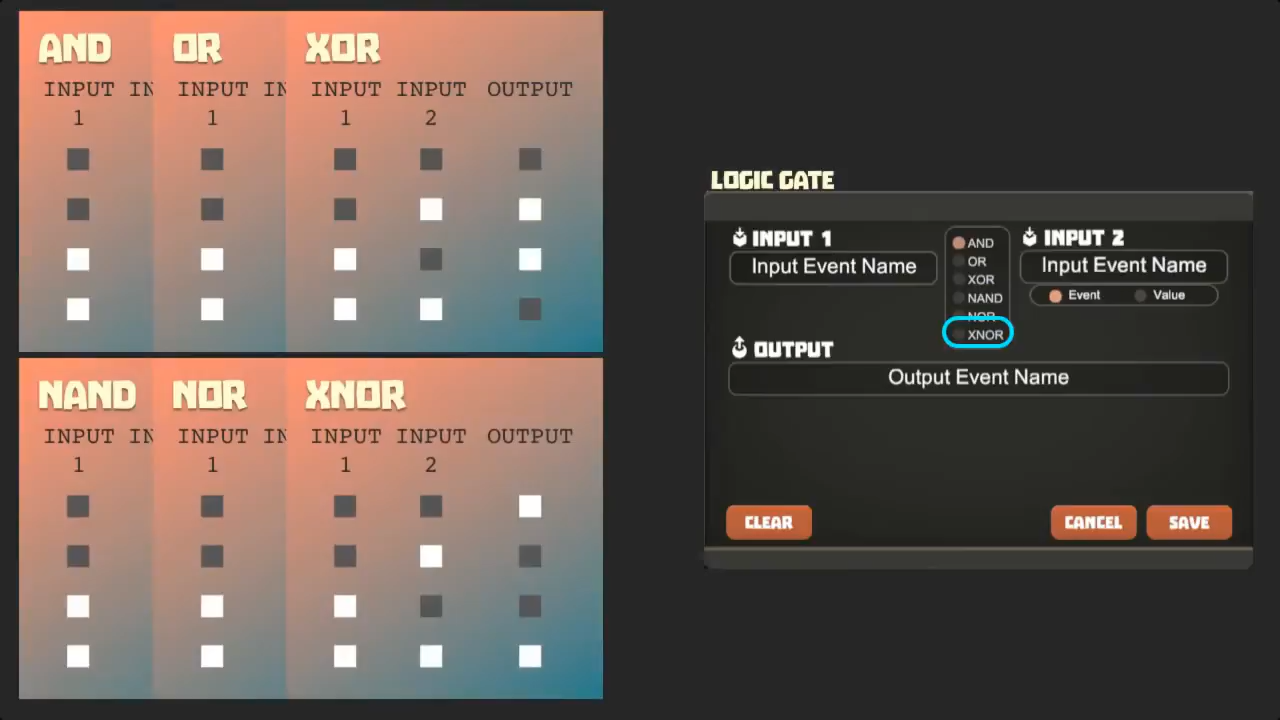 AND OR XOR
INPUT IN INPUT IN INPUT INPUT OUTPUT
1 1 1 2
NAND NOR XNOR
INPUT IN INPUT IN INPUT INPUT OUTPUT
1 1 1 2
LOGIC GATE
INPUT 1
Input Event Name
AND
OR
XOR
NAND
NOR
XNOR
INPUT 2
Input Event Name
Event Value
OUTPUT
Output Event Name
CLEAR CANCEL SAVE